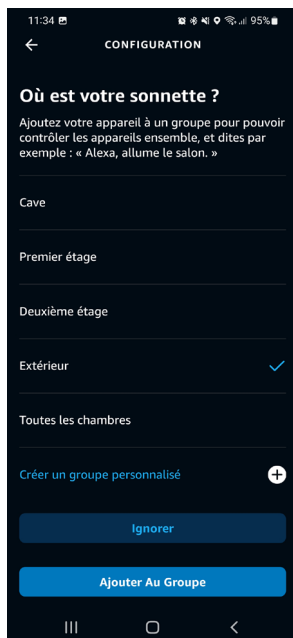 11:34 95%
CONFIGURATION
Où est votre sonnette ?
Ajoutez votre appareil à un groupe pour pouvoir
contrôler les appareils ensemble, et dites par
exemple : « Alexa, allume le salon. »
Cave
Premier étage
Deuxième étage
Extérieur
Toutes les chambres
Créer un groupe personnalisé
Ignorer
Ajouter Au Groupe